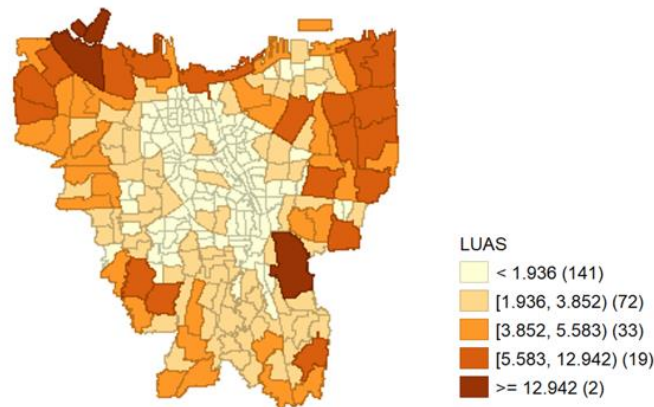 LUAS
< 1.936 (141)
[1.936, 3.852) (72)
[3.852, 5.583) (33)
[5.583, 12.942) (19)
>= 12.942 (2)